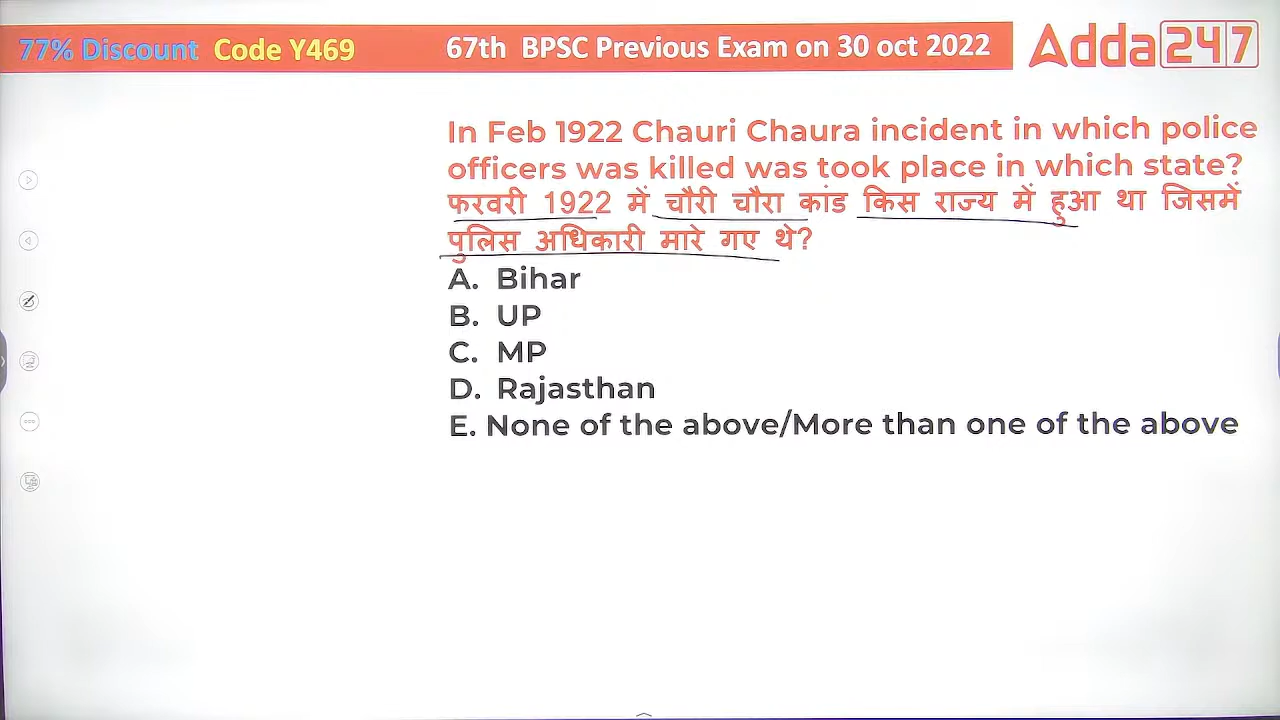 77% Discount Code Y469 67th BPSC Previous Exam on 30 oct 2022 Adda247
In Feb 1922 Chauri Chaura incident in which police
officers was killed was took place in which state?
फरवरी 1922 में चौरी चौरा कांड किस राज्य में हुआ था जिसमें
पुलिस अधिकारी मारे गए थे?
A. Bihar
B. UP
C. MP
D. Rajasthan
E. None of the above/More than one of the above